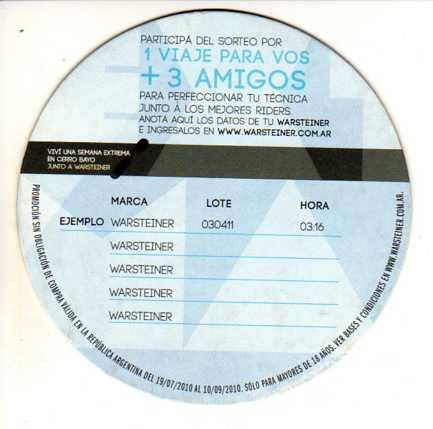 PARTICIPÁ DEL SORTEO POR
1 VIAJE PARA VOS
+ 3 AMIGOS
PARA PERFECCIONAR TU TÉCNICA
JUNTO A LOS MEJORES RIDERS
ANOTÁ AQUÍ LOS DATOS DE TU WARSTEINER
E INGRESALOS EN WWW.WARSTEINER.COM.AR
VIVÍ UNA SEMANA EXTREMA
EN CERRO BAYO
JUNTO A WARSTEINER
MARCA LOTE HORA
EJEMPLO WARSTEINER 030411 03:16
WARSTEINER
WARSTEINER
WARSTEINER
WARSTEINER
PROMOCIÓN SIN OBLIGACIÓN DE COMPRA VÁLIDA EN LA REPÚBLICA ARGENTINA DEL 19/07/2010 AL 10/09/2010. SOLO PARA MAYORES DE 18 AÑOS. VER BASES Y CONDICIONES EN WWW.WARSTEINER.COM.AR.